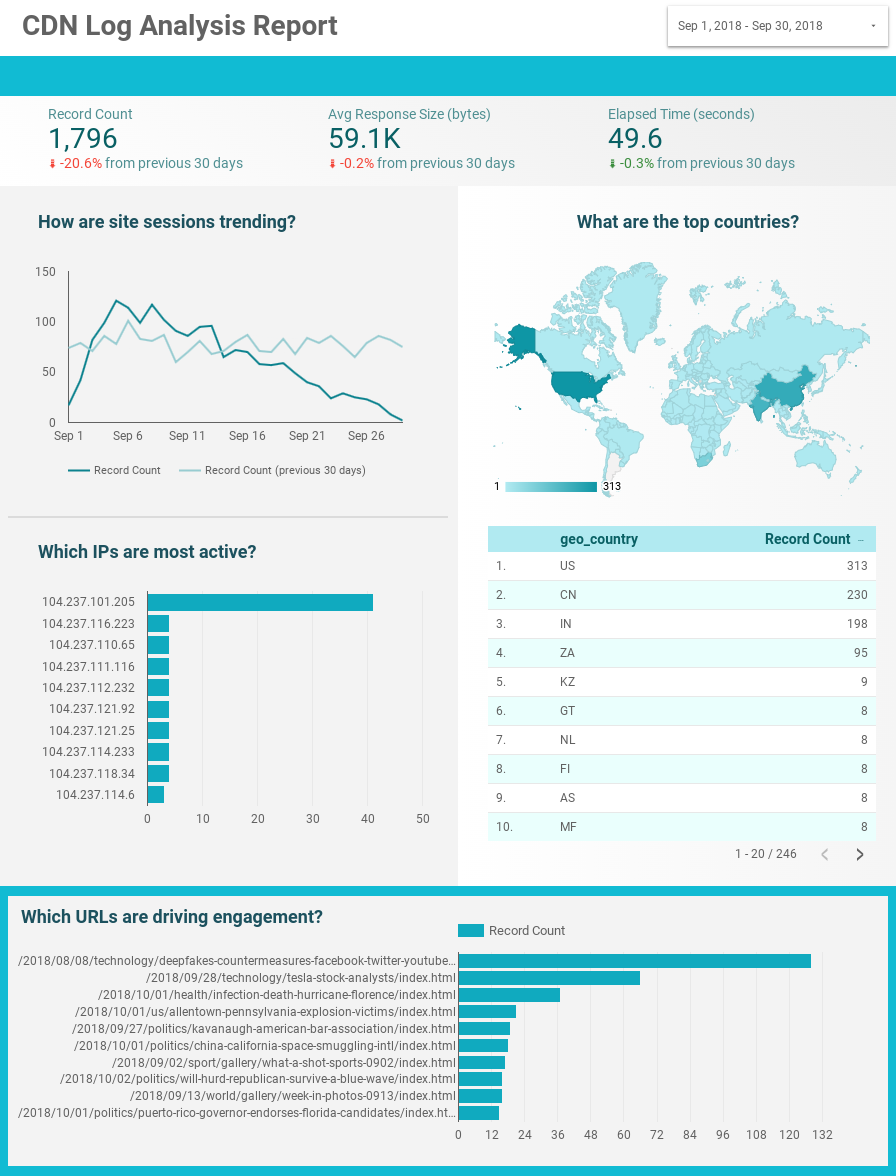 CDN Log Analysis Report
Sep 1, 2018 - Sep 30, 2018
Record Count
1,796
-20.6% from previous 30 days
Avg Response Size (bytes)
59.1K
-0.2% from previous 30 days
Elapsed Time (seconds)
49.6
-0.3% from previous 30 days
How are site sessions trending?
150
100
50
0
Sep 1 Sep 6 Sep 11 Sep 16 Sep 21 Sep 26
Record Count Record Count (previous 30 days)
What are the top countries?
1 313
geo_country Record Count
1. US 313
2. CN 230
3. IN 198
4. ZA 95
5. KZ 9
6. GT 8
7. NL 8
8. FI 8
9. AS 8
10. MF 8
1 - 20 / 246
Which IPs are most active?
104.237.101.205
104.237.116.223
104.237.110.65
104.237.111.116
104.237.112.232
104.237.121.92
104.237.121.25
104.237.114.233
104.237.118.34
104.237.114.6
0 10 20 30 40 50
Which URLs are driving engagement?
Record Count
/2018/08/08/technology/deepfakes-countermeasures-facebook-twitter-youtube...
/2018/09/28/technology/tesla-stock-analysts/index.html
/2018/10/01/health/infection-death-hurricane-florence/index.html
/2018/10/01/us/allentown-pennsylvania-explosion-victims/index.html
/2018/09/27/politics/kavanaugh-american-bar-association/index.html
/2018/10/01/politics/china-california-space-smuggling-intl/index.html
/2018/09/02/sport/gallery/what-a-shot-sports-0902/index.html
/2018/10/02/politics/will-hurd-republican-survive-a-blue-wave/index.html
/2018/09/13/world/gallery/week-in-photos-0913/index.html
/2018/10/01/politics/puerto-rico-governor-endorses-florida-candidates/index.ht...
0 12 24 36 48 60 72 84 96 108 120 132